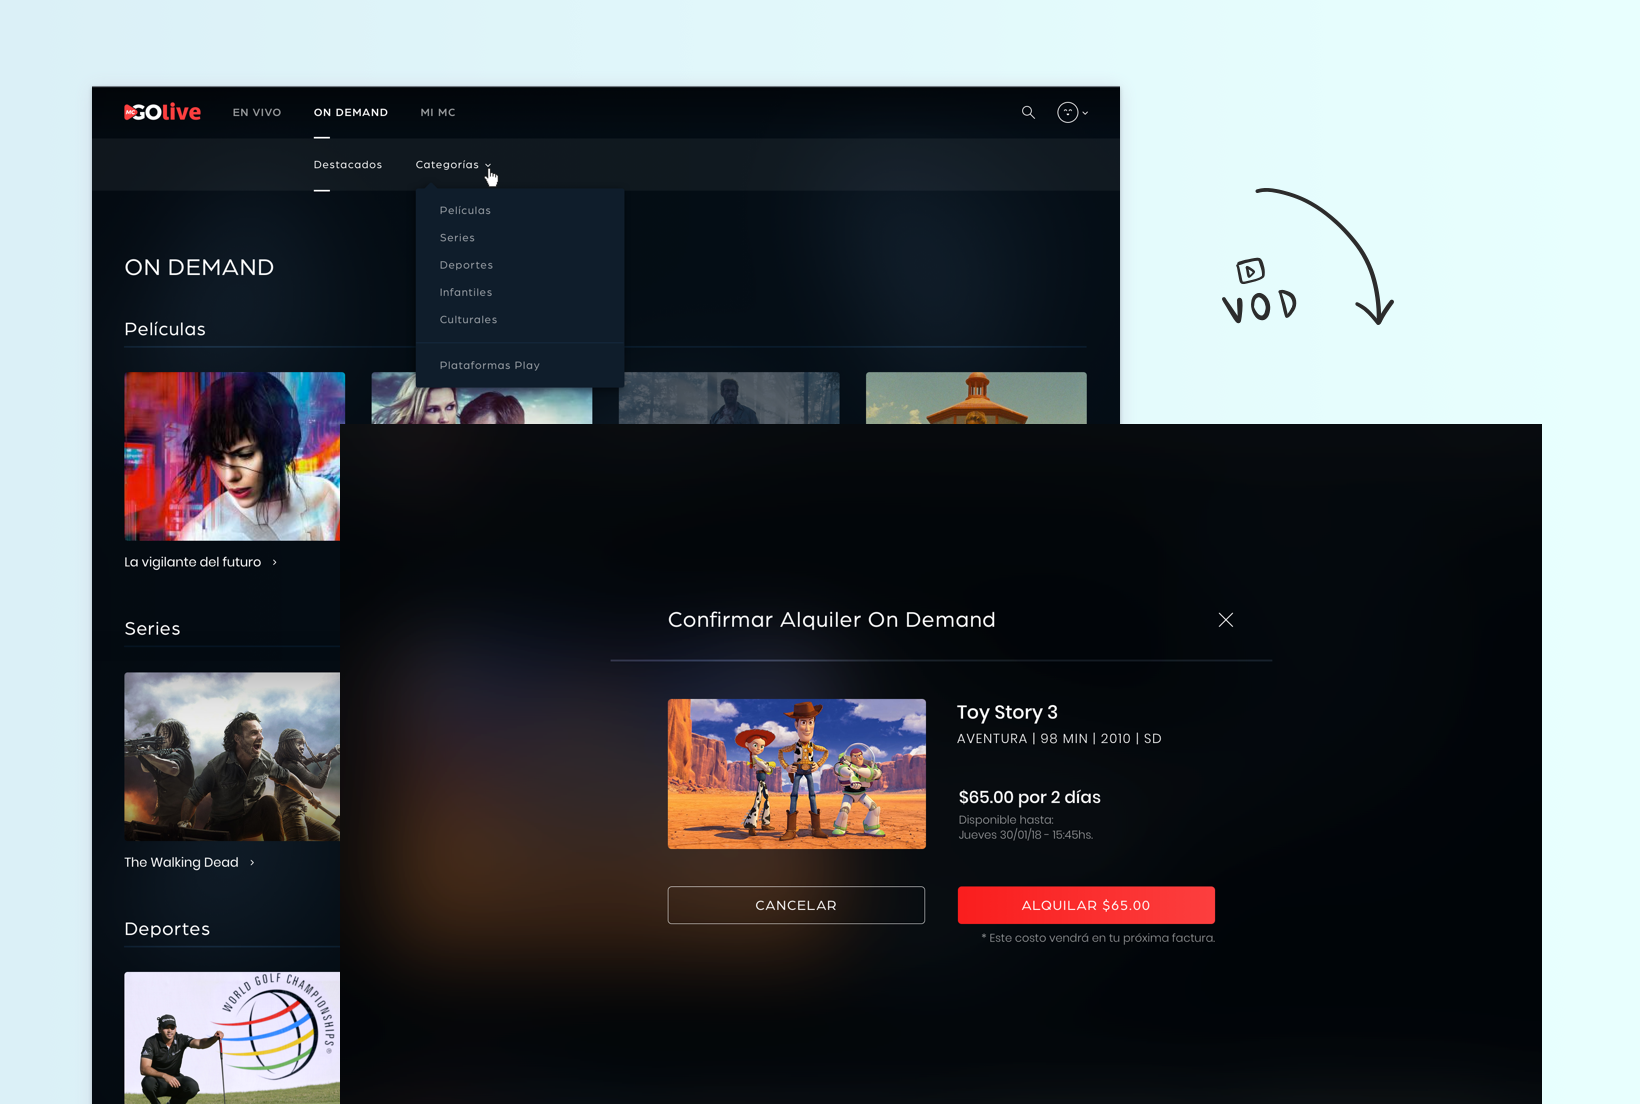 MC GOlive
EN VIVO
ON DEMAND
MI MC
Destacados
Categorías
Películas
Series
Deportes
Infantiles
Culturales
Plataformas Play
ON DEMAND
Películas
La vigilante del futuro
Series
The Walking Dead
Deportes
WORLD GOLF CHAMPIONSHIPS®
VOD
Confirmar Alquiler On Demand
Toy Story 3
AVENTURA | 98 MIN | 2010 | SD
$65.00 por 2 días
Disponible hasta:
Jueves 30/01/18 - 15:45hs.
CANCELAR
ALQUILAR $65.00
* Este costo vendrá en tu próxima factura.